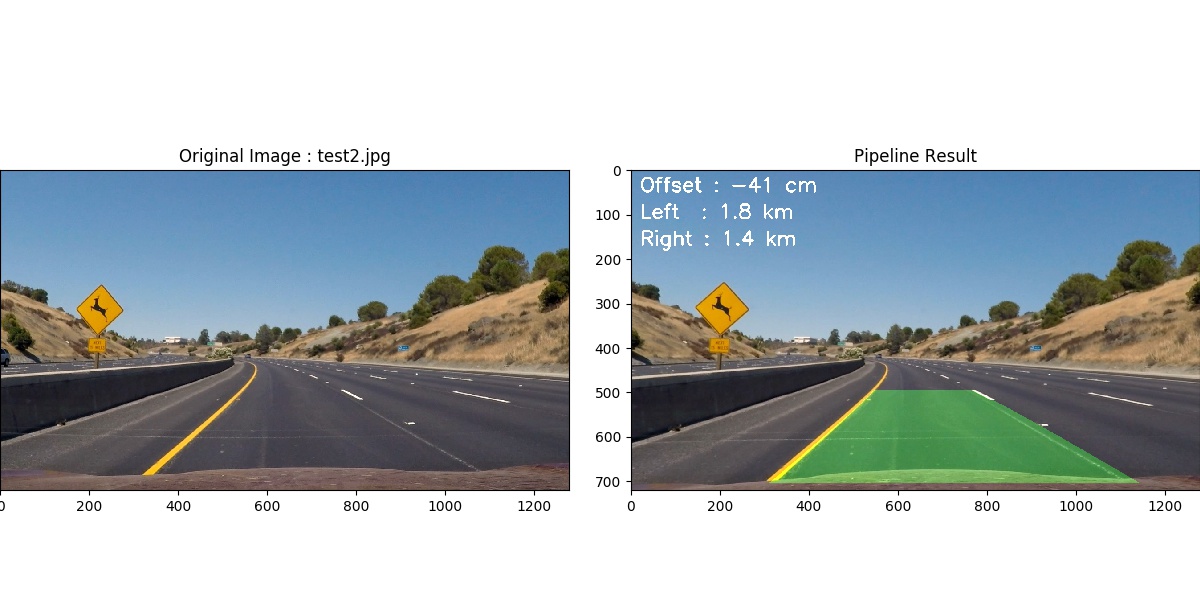 Original Image : test2.jpg
0 200 400 600 800 1000 1200
Pipeline Result
Offset : -41 cm
Left : 1.8 km
Right : 1.4 km
0
100
200
300
400
500
600
700
0 200 400 600 800 1000 1200